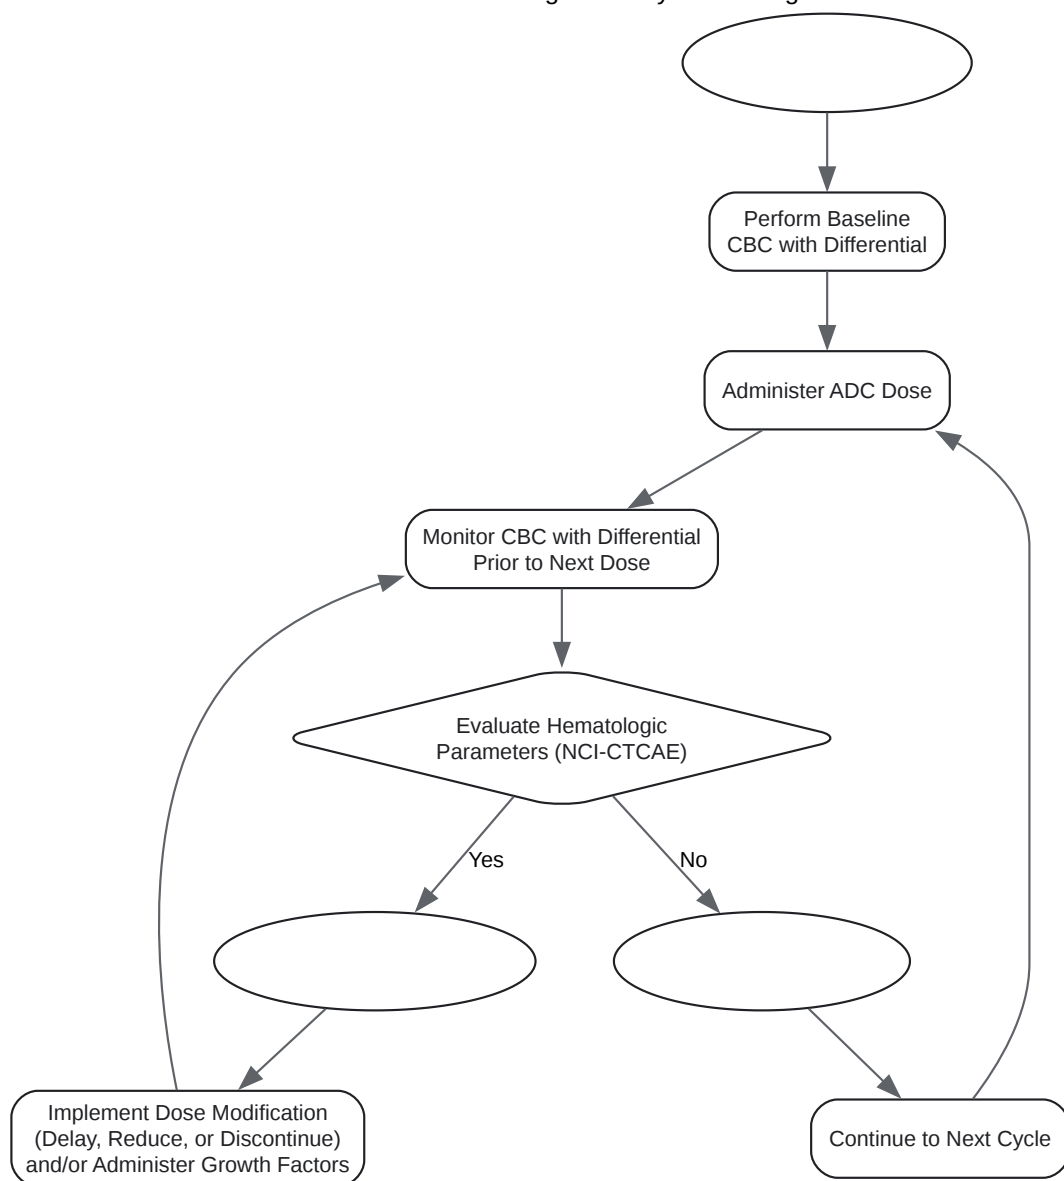 Perform Baseline
CBC with Differential
Administer ADC Dose
Monitor CBC with Differential
Prior to Next Dose
Evaluate Hematologic
Parameters (NCI-CTCAE)
Yes
No
Implement Dose Modification
(Delay, Reduce, or Discontinue)
and/or Administer Growth Factors
Continue to Next Cycle